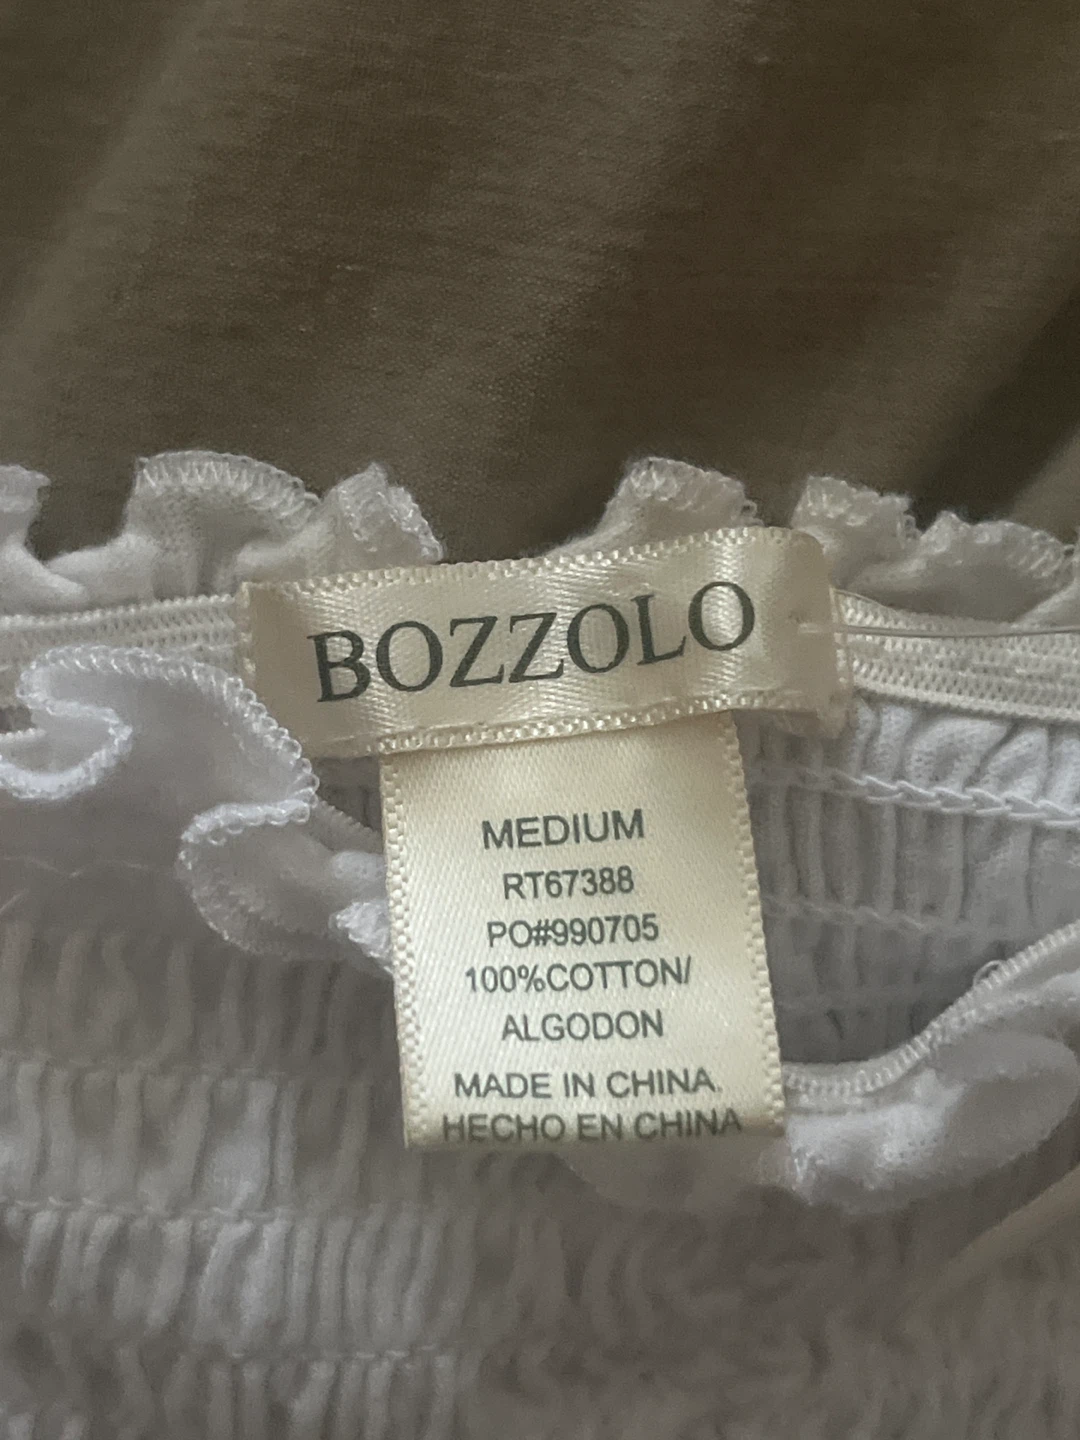 BOZZOLO
MEDIUM
RT67388
PO#990705
100%COTTON/
ALGODON
MADE IN CHINA.
HECHO EN CHINA